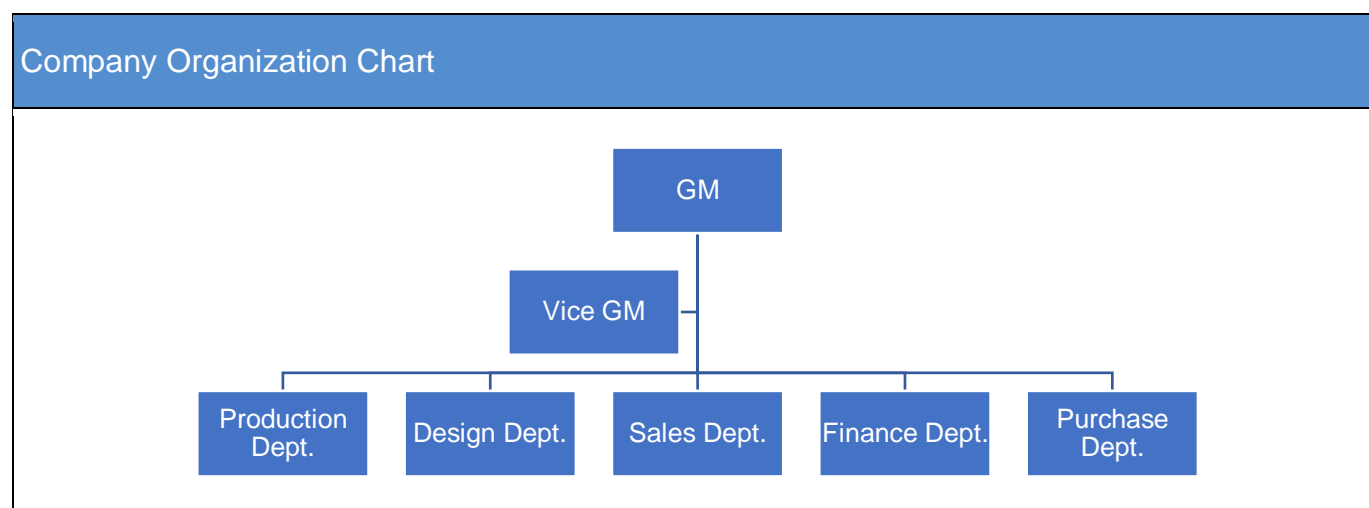 Company Organization Chart
GM
Vice GM
Production
Dept.
Design Dept.
Sales Dept.
Finance Dept.
Purchase
Dept.